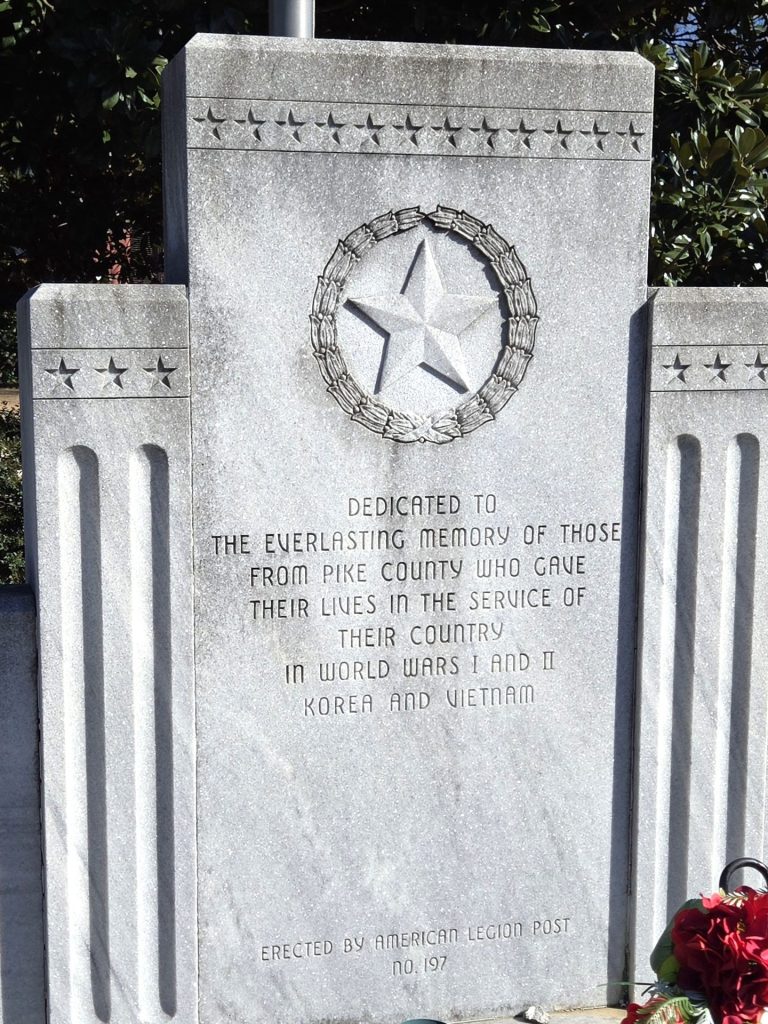 DEDICATED TO
THE EVERLASTING MEMORY OF THOSE
FROM PIKE COUNTY WHO GAVE
THEIR LIVES IN THE SERVICE OF
THEIR COUNTRY
IN WORLD WARS I AND II
KOREA AND VIETNAM
ERECTED BY AMERICAN LEGION POST
NO. 197